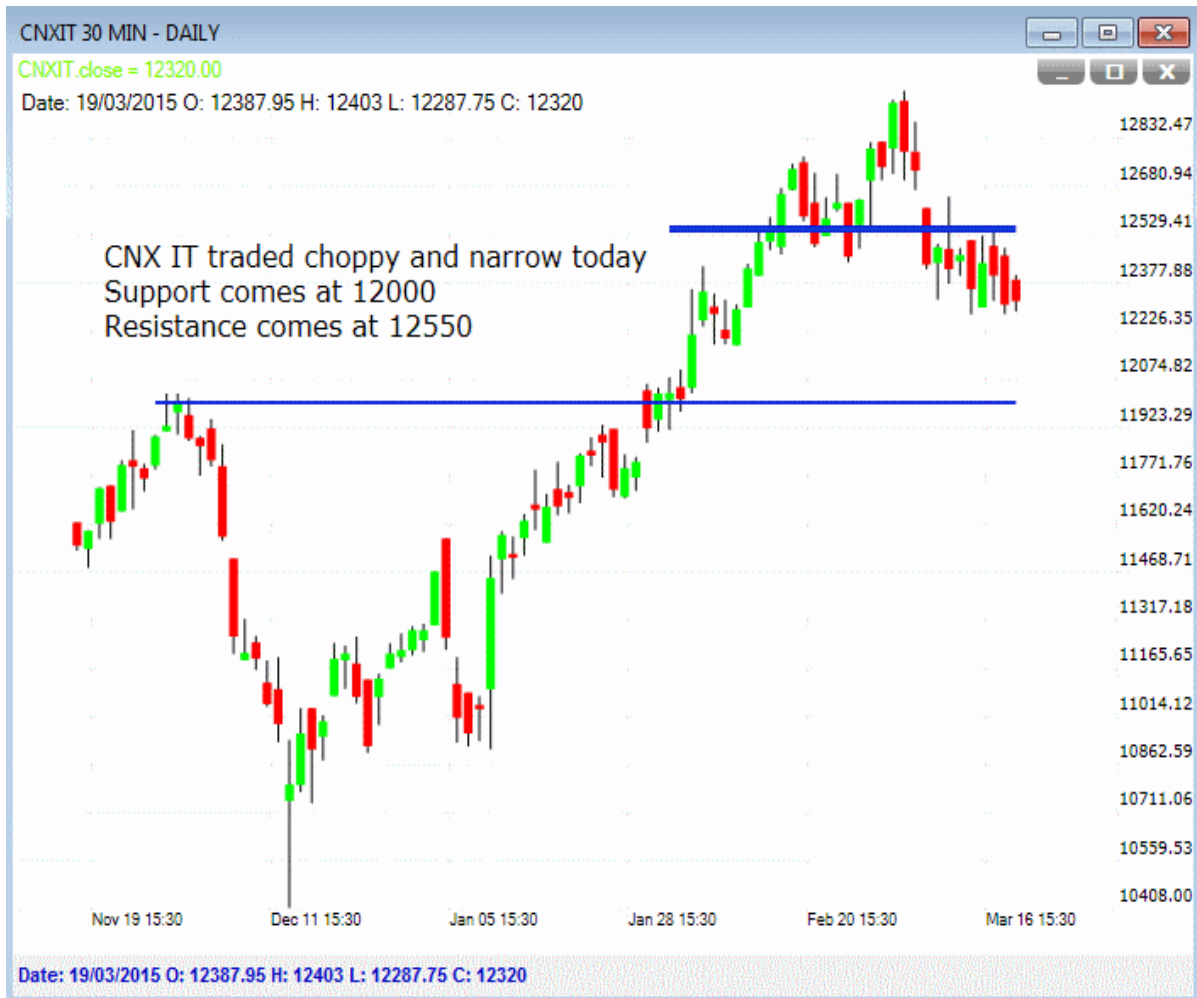 CNXIT 30 MIN - DAILY
CNXIT.close = 12320.00
Date: 19/03/2015 O: 12387.95 H: 12403 L: 12287.75 C: 12320
12832.47
12680.94
12529.41
CNX IT traded choppy and narrow today
12377.88
Support comes at 12000
Resistance comes at 12550
12226.35
12074.82
11923.29
11771.76
11620.24
11468.71
11317.18
11165.65
11014.12
10862.59
10711.06
10559.53
10408.00
Nov 19 15:30 Dec 11 15:30 Jan 05 15:30 Jan 28 15:30 Feb 20 15:30 Mar 16 15:30
Date: 19/03/2015 O: 12387.95 H: 12403 L: 12287.75 C: 12320